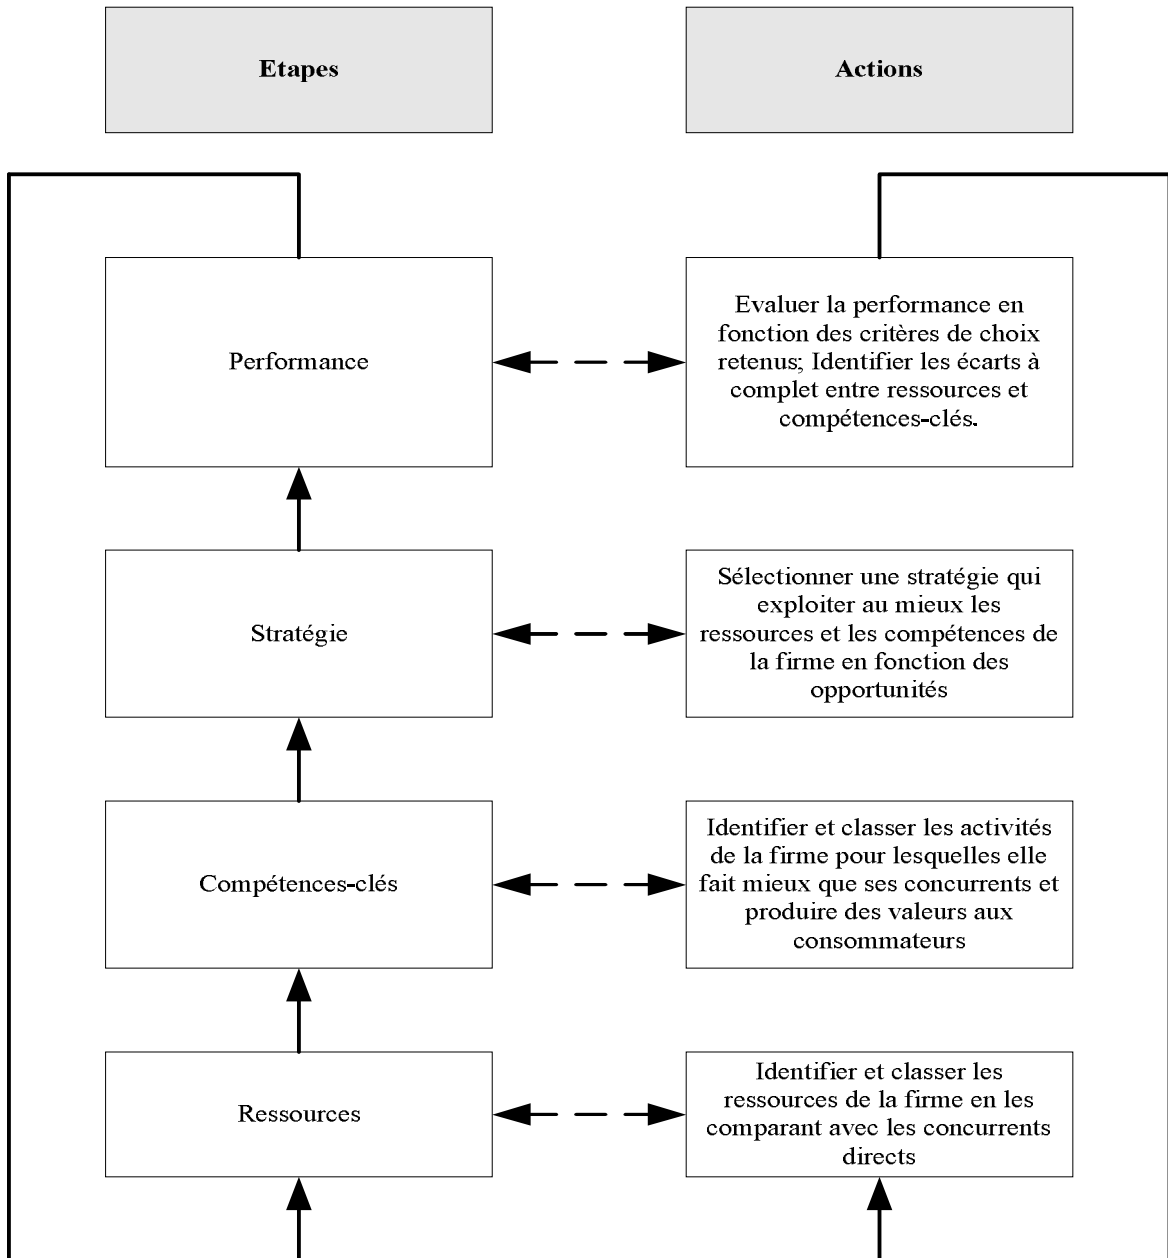 Etapes
Actions
Performance
Evaluer la performance en
fonction des critères de choix
retenus; Identifier les écarts à
complet entre ressources et
compétences-clés.
Stratégie
Sélectionner une stratégie qui
exploiter au mieux les
ressources et les compétences de
la firme en fonction des
opportunités
Compétences-clés
Identifier et classer les activités
de la firme pour lesquelles elle
fait mieux que ses concurrents et
produire des valeurs aux
consommateurs
Ressources
Identifier et classer les
ressources de la firme en les
comparant avec les concurrents
directs